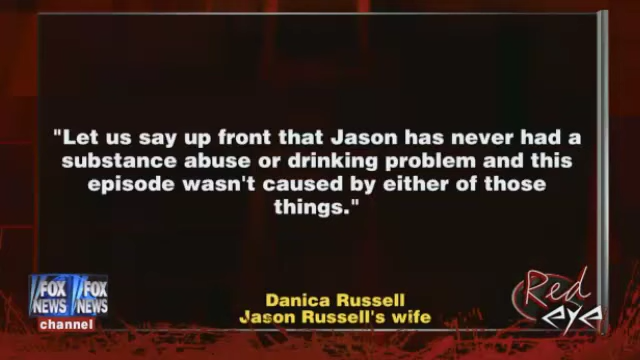 "Let us say up front that Jason has never had a
substance abuse or drinking problem and this
episode wasn't caused by either of those
things."
Danica Russell
Jason Russell's wife
FOX NEWS FOX NEWS
channel
Red
eye